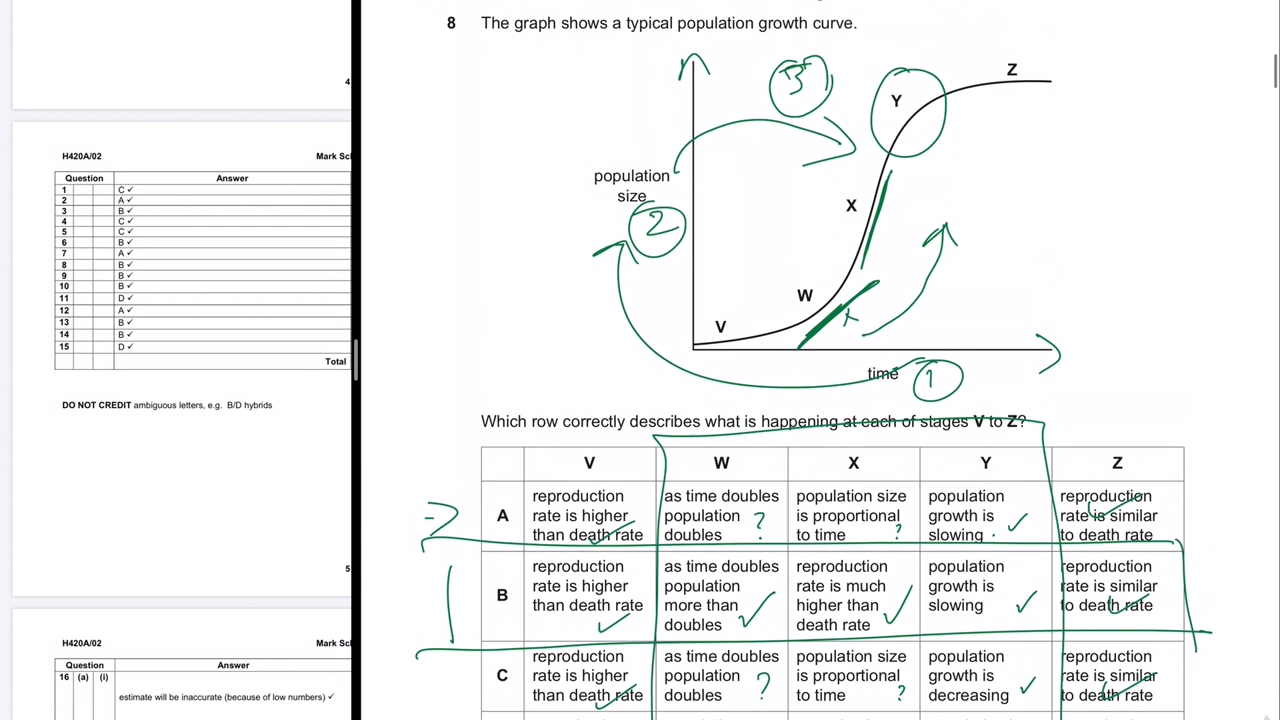 4
H420A/02 Mark Sc
Question Answer
1 C ✓
2 A ✓
3 B ✓
4 C ✓
5 C ✓
6 B ✓
7 A ✓
8 B ✓
9 B ✓
10 B ✓
11 D ✓
12 A ✓
13 B ✓
14 B ✓
15 D ✓
Total
DO NOT CREDIT ambiguous letters, e.g. B/D hybrids
5
H420A/02 Mark Sc
Question Answer
16 (a) (i)
estimate will be inaccurate (because of low numbers) ✓
8 The graph shows a typical population growth curve.
Z
3
Y
population
size
X
2
W
V
time 1
Which row correctly describes what is happening at each of stages V to Z?
V W X Y Z
A
reproduction
rate is higher
than death rate
as time doubles
population ?
doubles
population size
is proportional
to time ?
population
growth is ✓
slowing
reproduction
rate is similar
to death rate
B
reproduction
rate is higher
than death rate
✓
as time doubles
population
more than ✓
doubles
reproduction
rate is much
higher than ✓
death rate
population
growth is
slowing ✓
reproduction
rate is similar
to death rate
C
reproduction
rate is higher
than death rate
as time doubles
population ?
doubles
population size
is proportional
to time ?
population
growth is
decreasing ✓
reproduction
rate is similar
to death rate